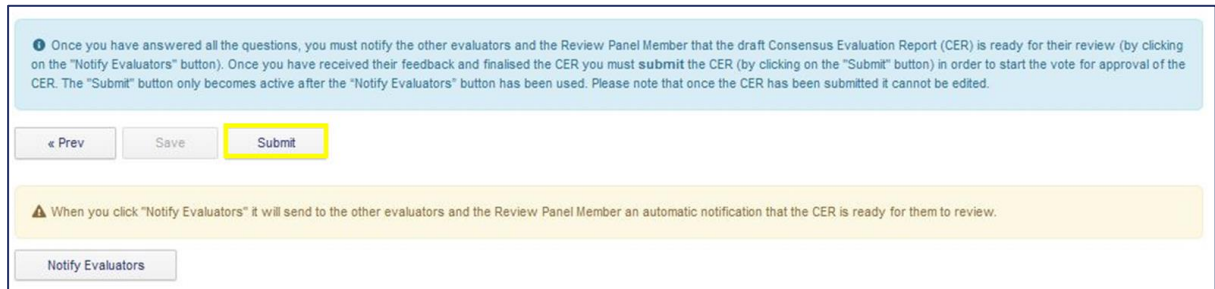 Once you have answered all the questions, you must notify the other evaluators and the Review Panel Member that the draft Consensus Evaluation Report (CER) is ready for their review (by clicking
on the "Notify Evaluators" button). Once you have received their feedback and finalised the CER you must submit the CER (by clicking on the "Submit" button) in order to start the vote for approval of the
CER. The "Submit" button only becomes active after the "Notify Evaluators" button has been used. Please note that once the CER has been submitted it cannot be edited.
« Prev Save Submit
When you click "Notify Evaluators" it will send to the other evaluators and the Review Panel Member an automatic notification that the CER is ready for them to review.
Notify Evaluators